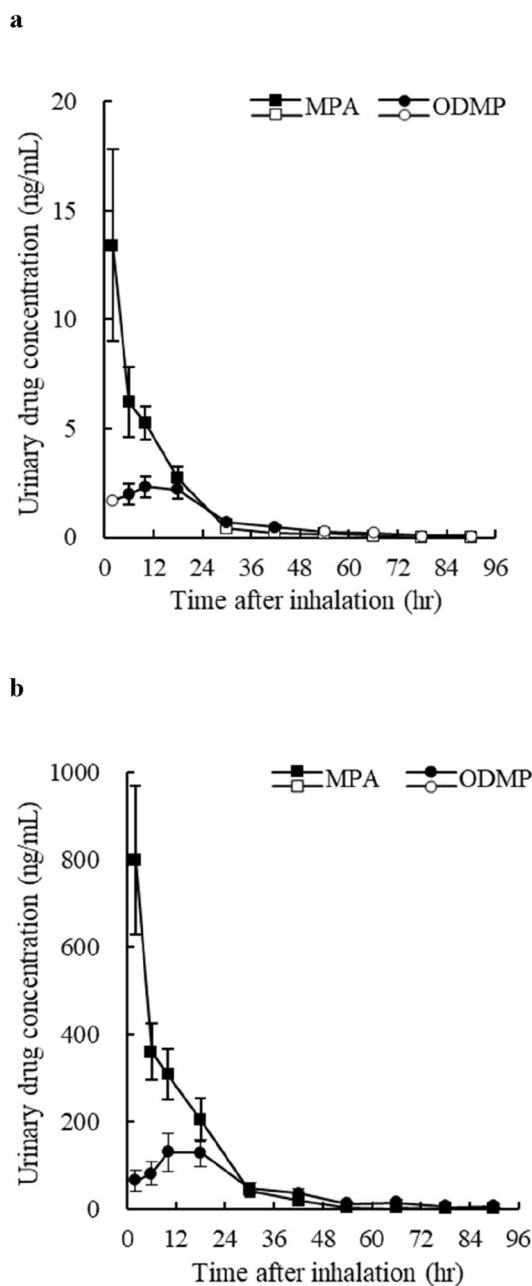 a
MPA ODMP
20
15
10
5
0
Urinary drug concentration (ng/mL)
0 12 24 36 48 60 72 84 96
Time after inhalation (hr)
b
MPA ODMP
1000
800
600
400
200
0
Urinary drug concentration (ng/mL)
0 12 24 36 48 60 72 84 96
Time after inhalation (hr)